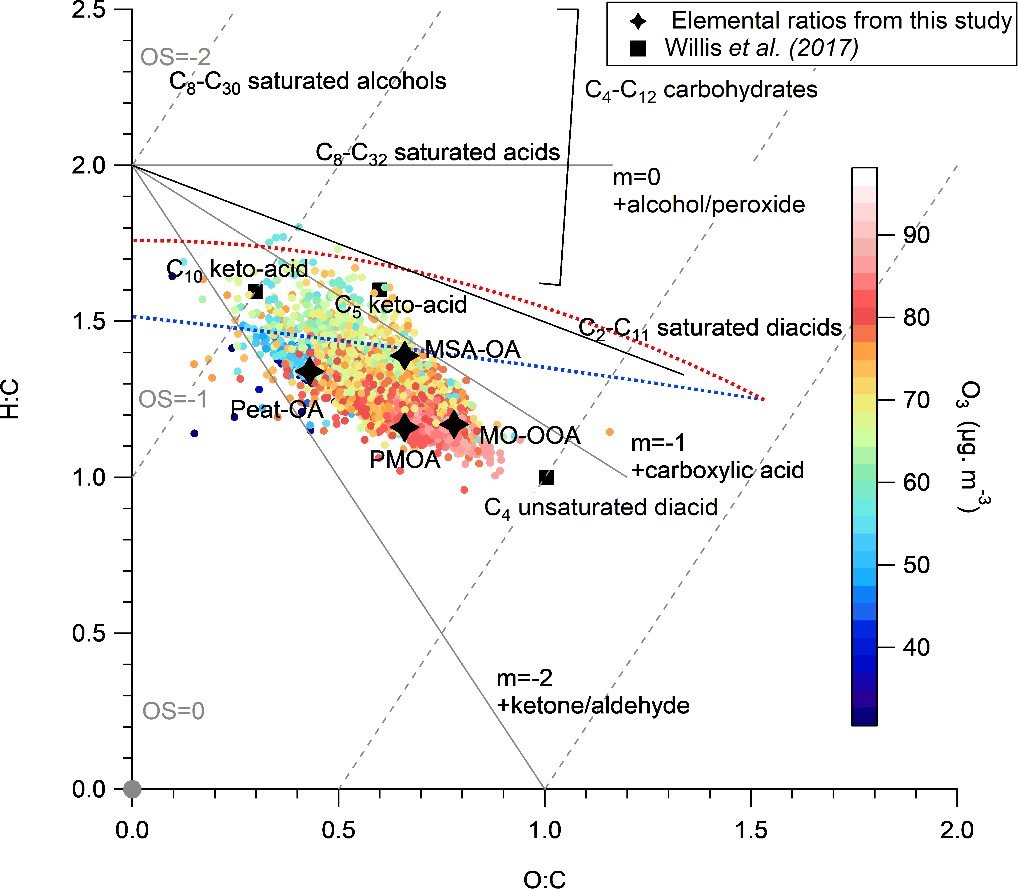 2.5
Elemental ratios from this study
Willis et al. (2017)
OS=-2
C₈-C₃₀ saturated alcohols
C₄-C₁₂ carbohydrates
C₈-C₃₂ saturated acids
2.0
m=0
+alcohol/peroxide
90
C₁₀ keto-acid
C₅ keto-acid
1.5
C₂-C₁₁ saturated diacids
80
MSA-OA
H:C
OS=-1
Peat-OA
70
O₃ (µg. m⁻³)
MO-OOA
PMOA
m=-1
+carboxylic acid
1.0
60
C₄ unsaturated diacid
50
0.5
40
m=-2
+ketone/aldehyde
OS=0
0.0
0.0 0.5 1.0 1.5 2.0
O:C